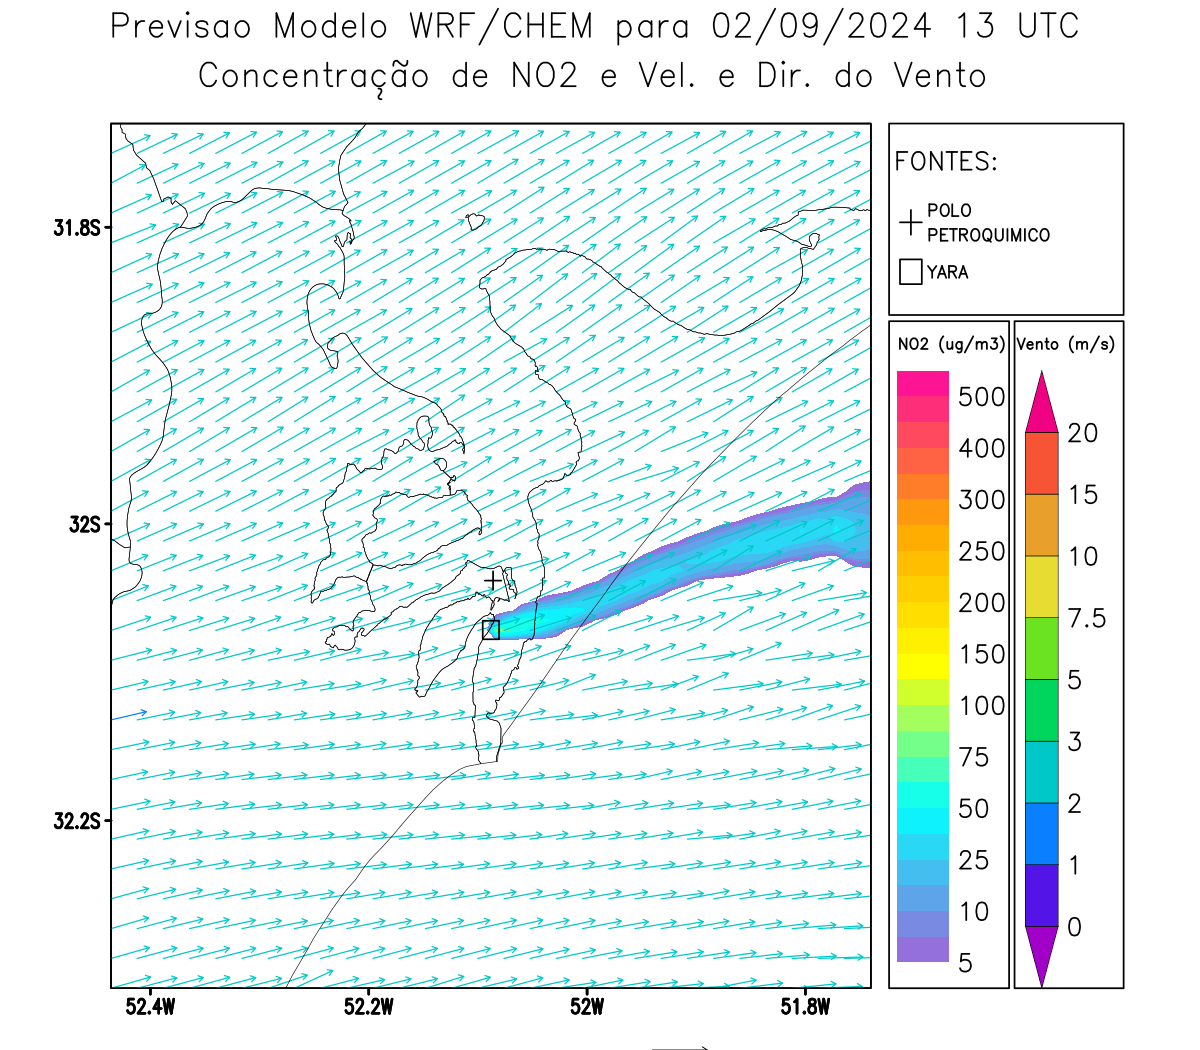 Previsao Modelo WRF/CHEM para 02/09/2024 13 UTC
Concentração de NO2 e Vel. e Dir. do Vento
FONTES:
POLO
PETROQUIMICO
YARA
NO2 (ug/m3)
500
400
300
250
200
150
100
75
50
25
10
5
Vento (m/s)
20
15
10
7.5
5
3
2
1
0
31.8S
32S
32.2S
52.4W
52.2W
52W
51.8W